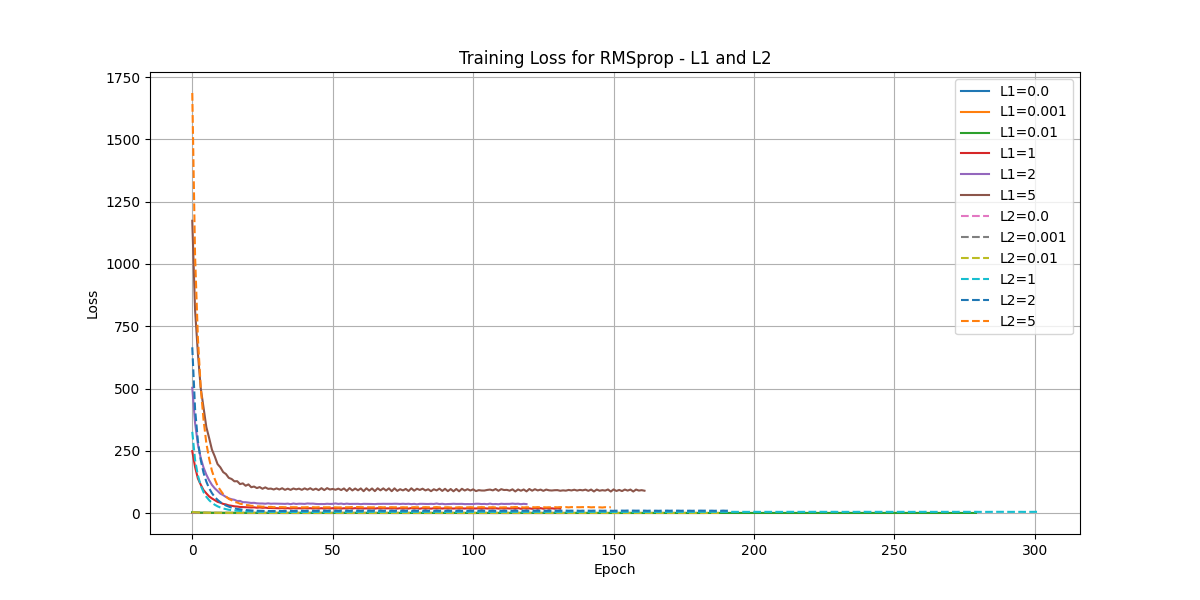 Training Loss for RMSprop - L1 and L2
1750
1500
1250
1000
750
500
250
0
Loss
0
50
100
150
200
250
300
Epoch
L1=0.0
L1=0.001
L1=0.01
L1=1
L1=2
L1=5
L2=0.0
L2=0.001
L2=0.01
L2=1
L2=2
L2=5